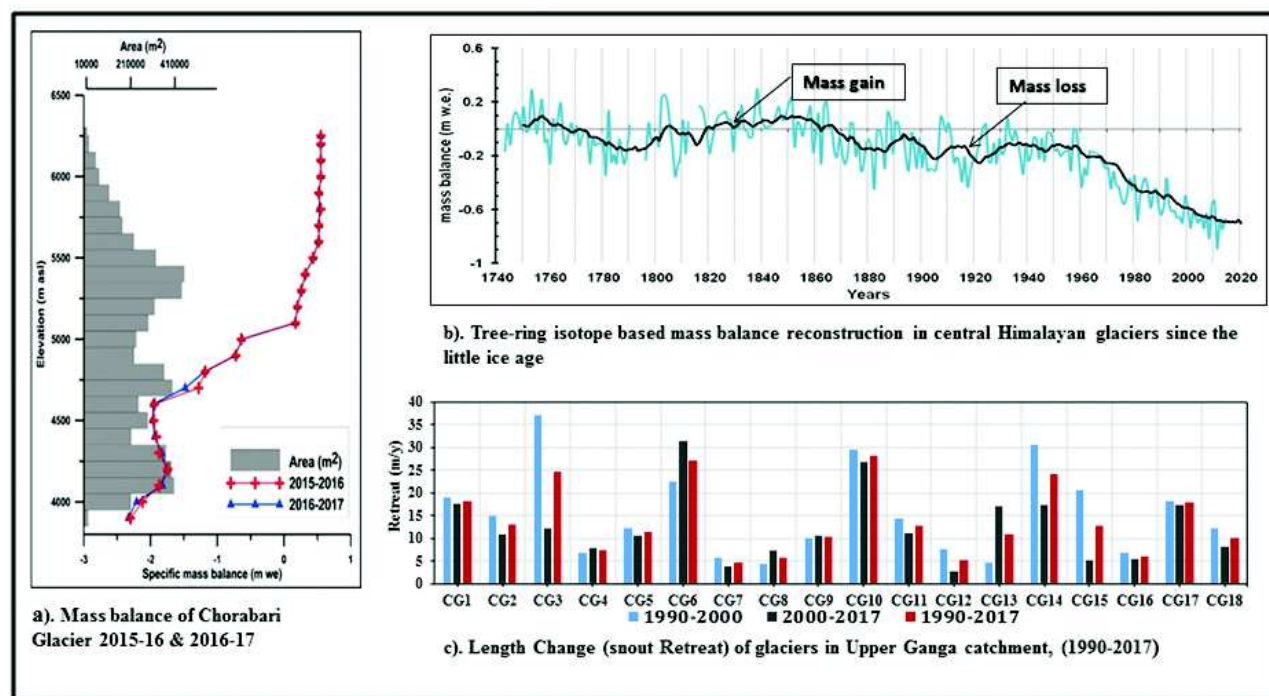 Area (m²)
10000 210000 410000
6500
6000
5500
5000
4500
4000
Elevation (m asl)
Area (m²)
2015-2016
2016-2017
-3 -2 -1 0 1
Specific mass balance (m we)
a). Mass balance of Chorabari
Glacier 2015-16 & 2016-17
0.6
0.2
-0.2
-0.6
-1
mass balance (m w.e.)
Mass gain
Mass loss
1740 1760 1780 1800 1820 1840 1860 1880 1900 1920 1940 1960 1980 2000 2020
Years
b). Tree-ring isotope based mass balance reconstruction in central Himalayan glaciers since the
little ice age
40
35
30
25
20
15
10
5
0
Retreat (m/y)
CG1 CG2 CG3 CG4 CG5 CG6 CG7 CG8 CG9 CG10 CG11 CG12 CG13 CG14 CG15 CG16 CG17 CG18
1990-2000 2000-2017 1990-2017
c). Length Change (snout Retreat) of glaciers in Upper Ganga catchment, (1990-2017)